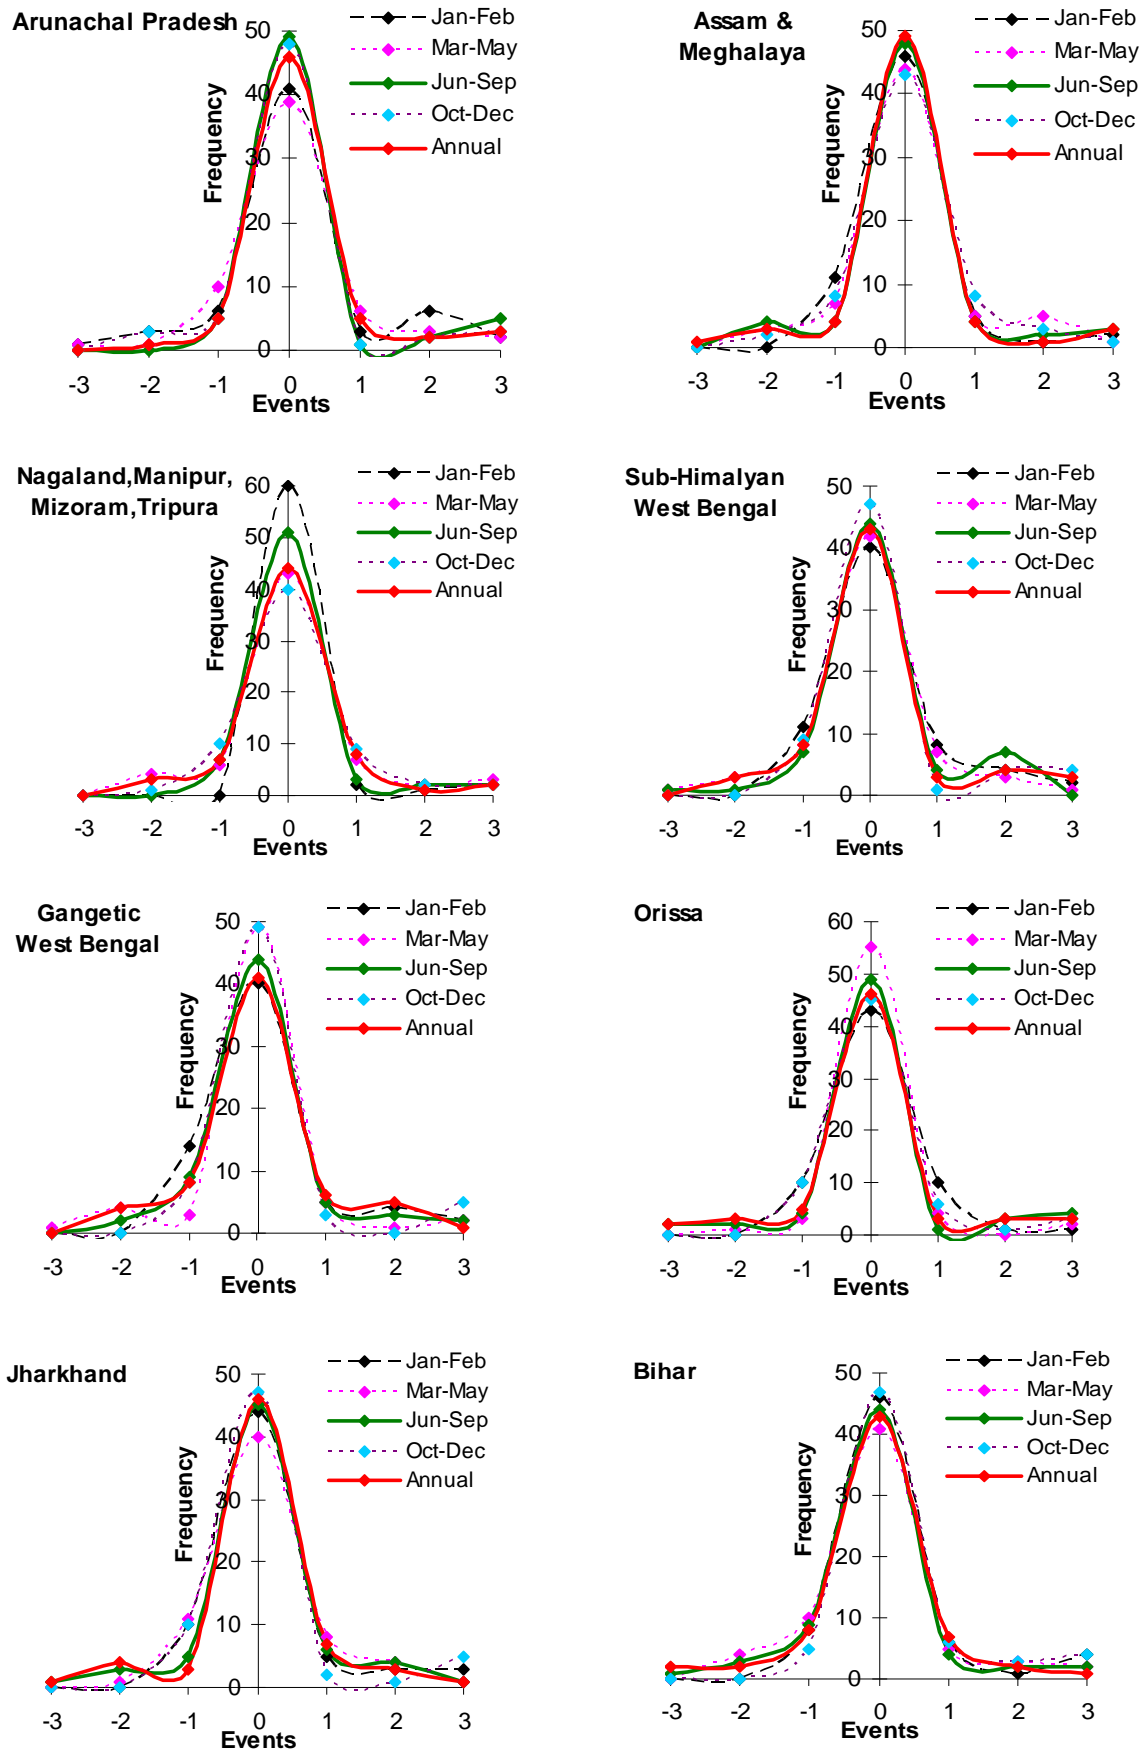 Arunachal Pradesh
Frequency
50
40
30
20
10
0
-3 -2 -1 0 1 2 3
Events
Jan-Feb
Mar-May
Jun-Sep
Oct-Dec
Annual
Assam &
Meghalaya
Frequency
50
40
30
20
10
0
-3 -2 -1 0 1 2 3
Events
Jan-Feb
Mar-May
Jun-Sep
Oct-Dec
Annual
Nagaland,Manipur,
Mizoram,Tripura
Frequency
60
50
40
30
20
10
0
-3 -2 -1 0 1 2 3
Events
Jan-Feb
Mar-May
Jun-Sep
Oct-Dec
Annual
Sub-Himalyan
West Bengal
Frequency
50
40
30
20
10
0
-3 -2 -1 0 1 2 3
Events
Jan-Feb
Mar-May
Jun-Sep
Oct-Dec
Annual
Gangetic
West Bengal
Frequency
50
40
30
20
10
0
-3 -2 -1 0 1 2 3
Events
Jan-Feb
Mar-May
Jun-Sep
Oct-Dec
Annual
Orissa
Frequency
60
50
40
30
20
10
0
-3 -2 -1 0 1 2 3
Events
Jan-Feb
Mar-May
Jun-Sep
Oct-Dec
Annual
Jharkhand
Frequency
50
40
30
20
10
0
-3 -2 -1 0 1 2 3
Events
Jan-Feb
Mar-May
Jun-Sep
Oct-Dec
Annual
Bihar
Frequency
50
40
30
20
10
0
-3 -2 -1 0 1 2 3
Events
Jan-Feb
Mar-May
Jun-Sep
Oct-Dec
Annual